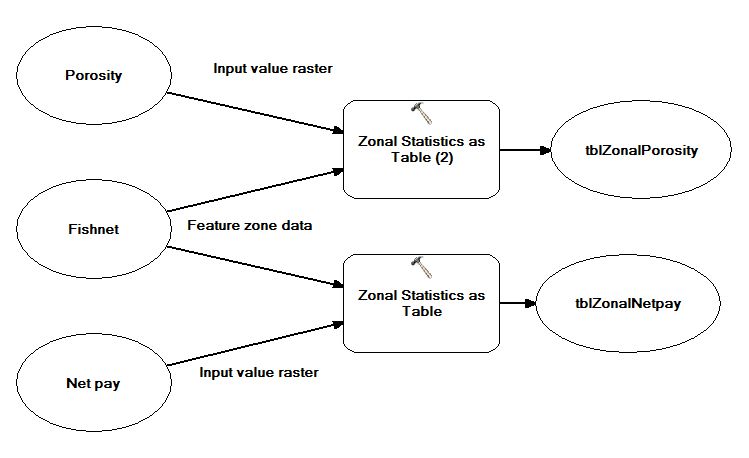 Porosity
Input value raster
Zonal Statistics as
Table (2)
tblZonalPorosity
Fishnet
Feature zone data
Zonal Statistics as
Table
tblZonalNetpay
Net pay
Input value raster